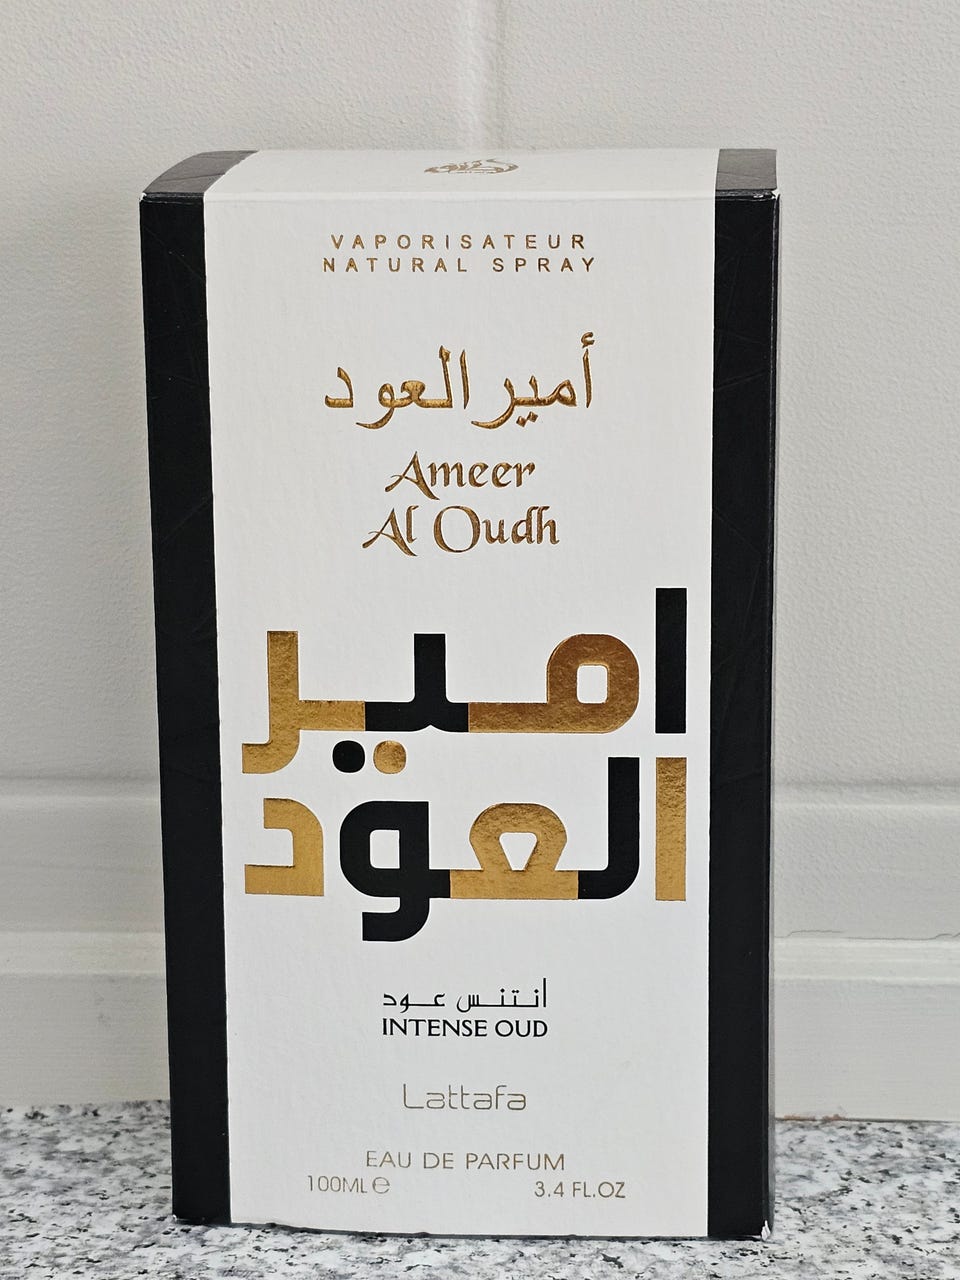 VAPORISATEUR
NATURAL SPRAY
أمير العود
Ameer
Al Oudh
امير
العود
انتنس عود
INTENSE OUD
Lattafa
EAU DE PARFUM
100ML ℮ 3.4 FL.OZ